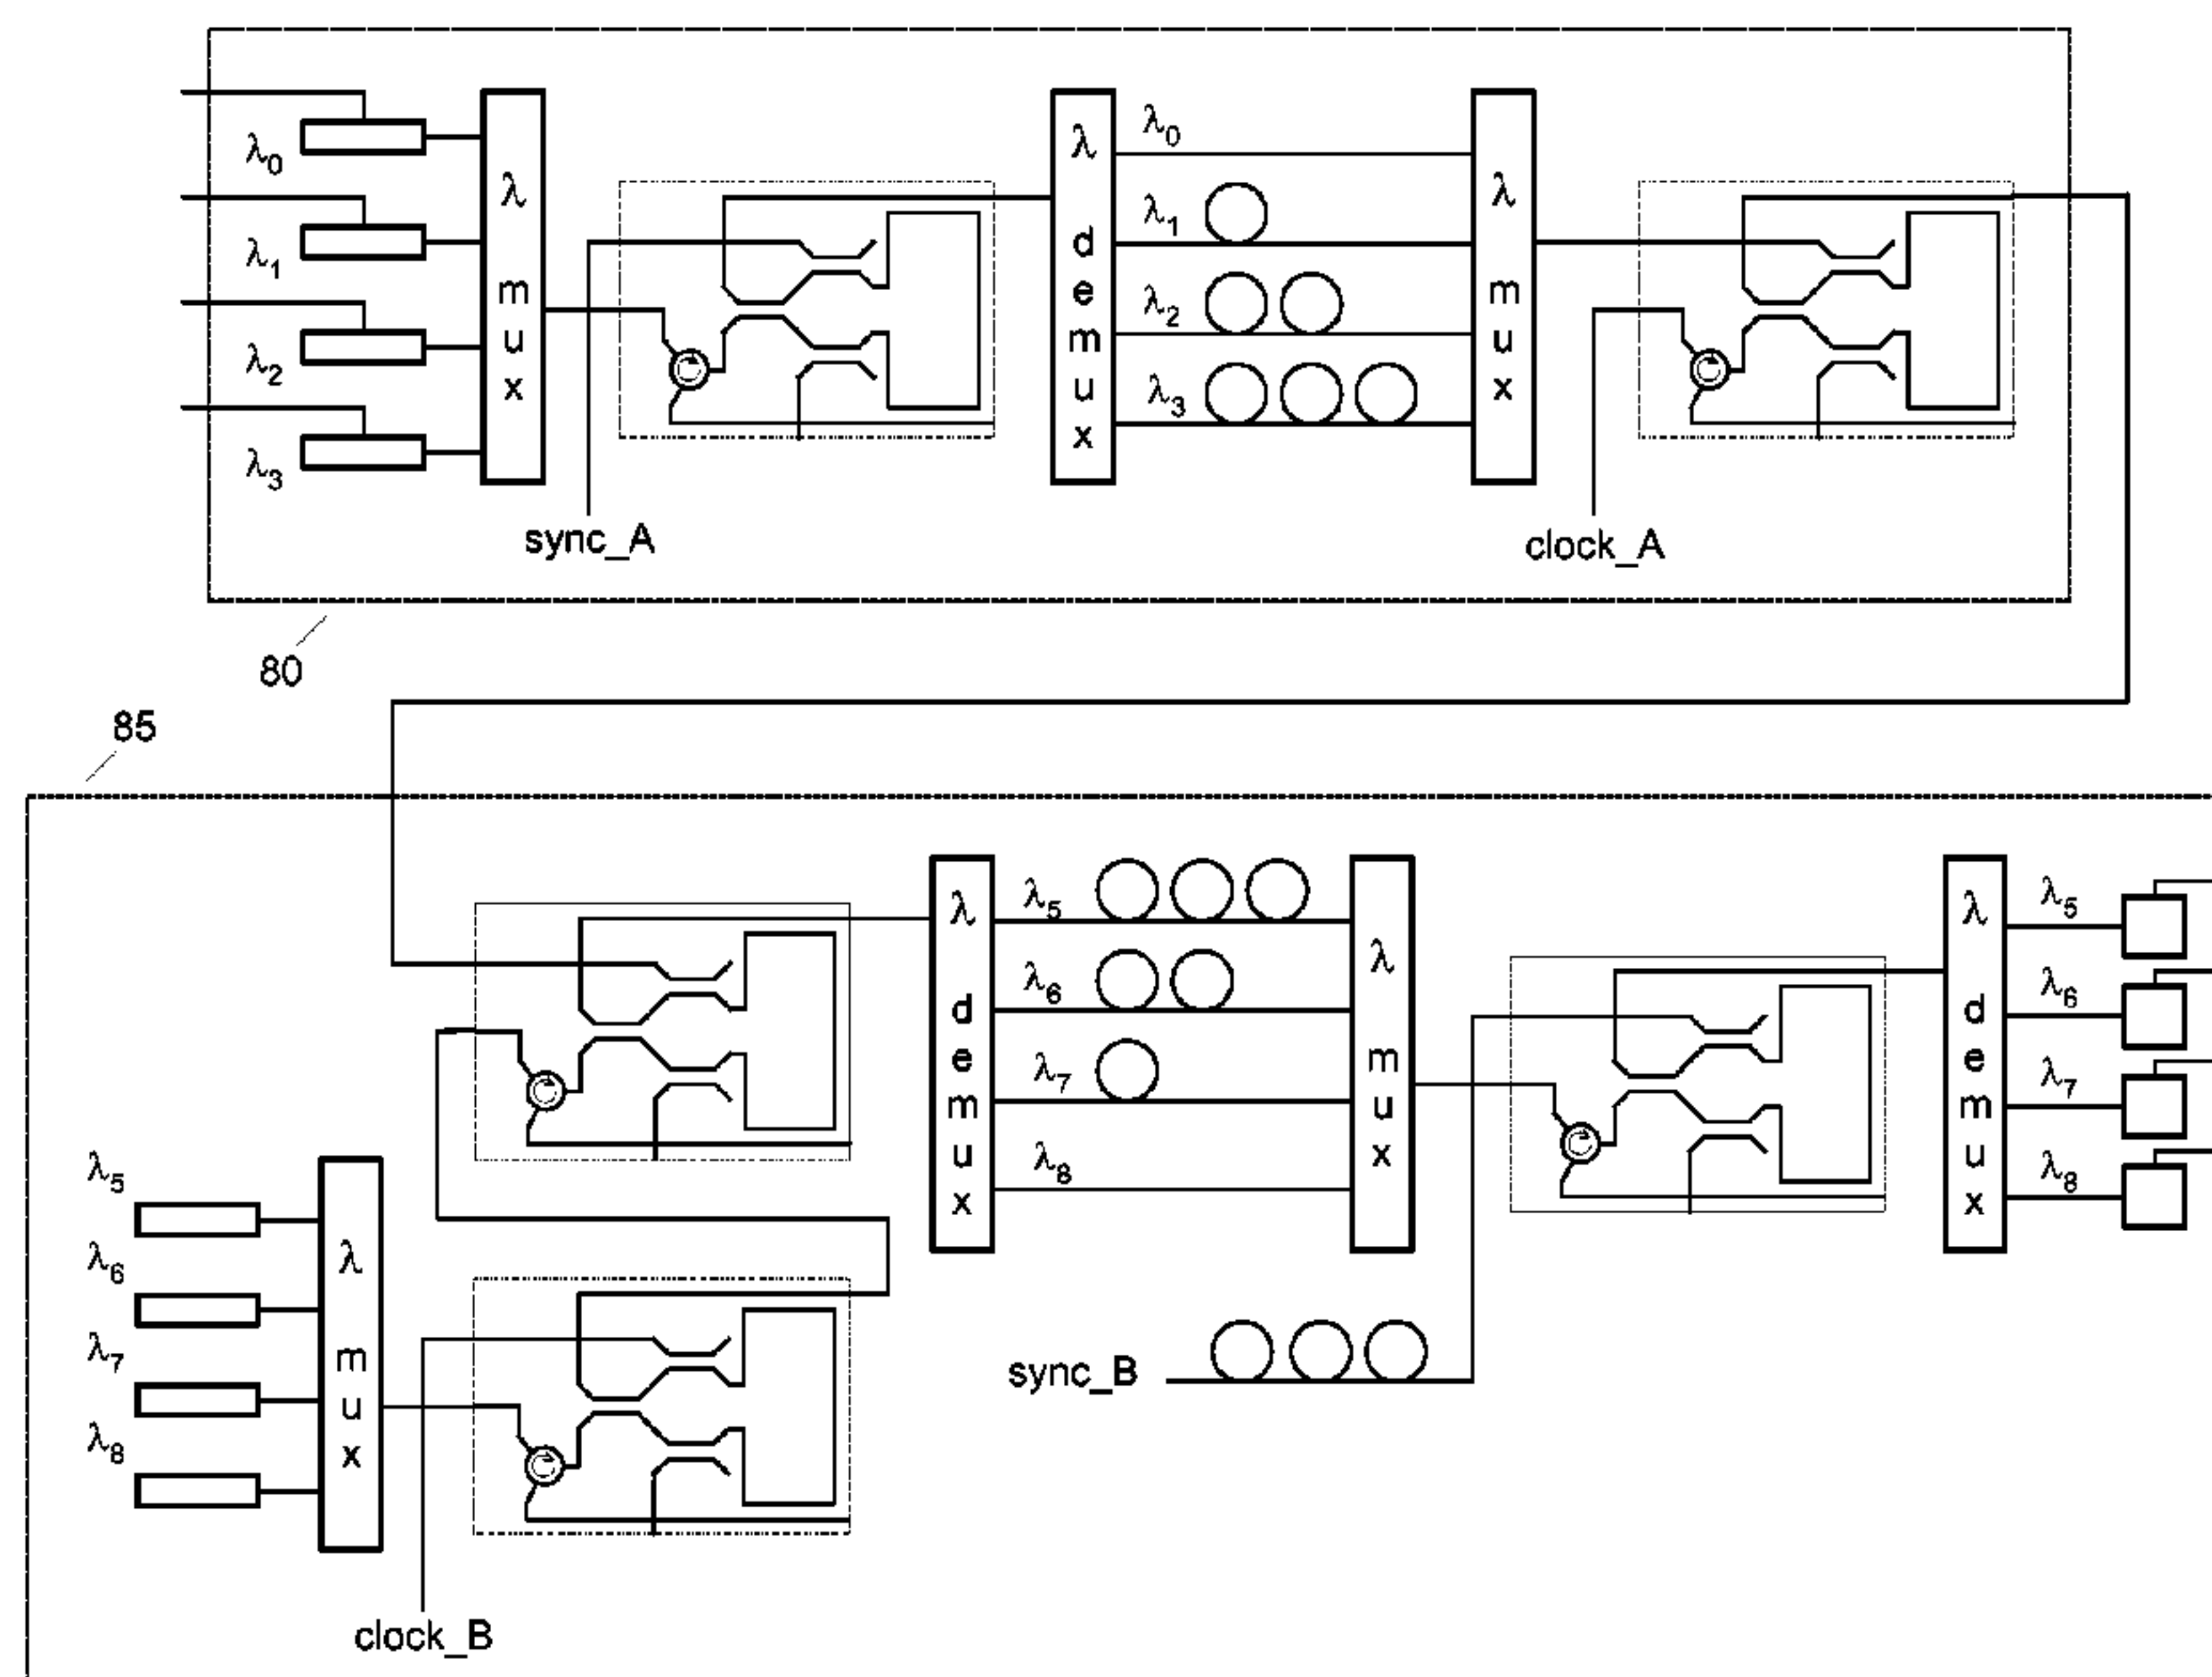 λ0
λ1
λ2
λ3
λ mux
sync_A
λ demux
λ0
λ1
λ2
λ3
λ mux
clock_A
80
85
λ5
λ6
λ7
λ8
λ mux
clock_B
λ demux
λ5
λ6
λ7
λ8
λ mux
sync_B
λ demux
λ5
λ6
λ7
λ8